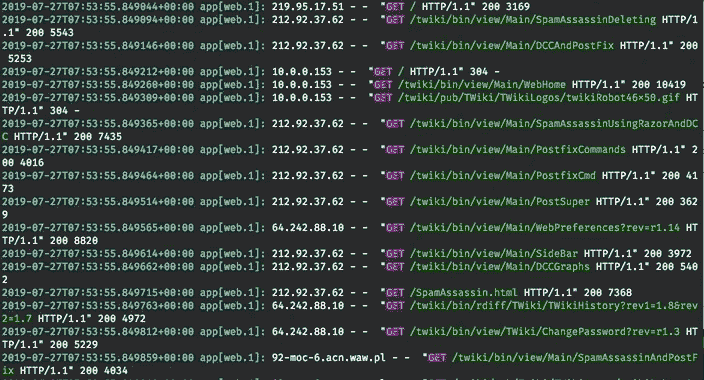 2019-07-27T07:53:55.849044+00:00 app[web.1]: 219.95.17.51 - - "GET / HTTP/1.1" 200 3169
2019-07-27T07:53:55.849094+00:00 app[web.1]: 212.92.37.62 - - "GET /twiki/bin/view/Main/SpamAssassinDeleting HTTP/1
.1" 200 5543
2019-07-27T07:53:55.849146+00:00 app[web.1]: 212.92.37.62 - - "GET /twiki/bin/view/Main/DCCAndPostFix HTTP/1.1" 200
5253
2019-07-27T07:53:55.849212+00:00 app[web.1]: 10.0.0.153 - - "GET / HTTP/1.1" 304 -
2019-07-27T07:53:55.849260+00:00 app[web.1]: 10.0.0.153 - - "GET /twiki/bin/view/Main/WebHome HTTP/1.1" 200 10419
2019-07-27T07:53:55.849309+00:00 app[web.1]: 10.0.0.153 - - "GET /twiki/pub/TWiki/TWikiLogos/twikiRobot46x50.gif HT
TP/1.1" 304 -
2019-07-27T07:53:55.849365+00:00 app[web.1]: 212.92.37.62 - - "GET /twiki/bin/view/Main/SpamAssassinUsingRazorAndDC
C HTTP/1.1" 200 7435
2019-07-27T07:53:55.849417+00:00 app[web.1]: 212.92.37.62 - - "GET /twiki/bin/view/Main/PostfixCommands HTTP/1.1" 2
00 4016
2019-07-27T07:53:55.849464+00:00 app[web.1]: 212.92.37.62 - - "GET /twiki/bin/view/Main/PostfixCmd HTTP/1.1" 200 41
73
2019-07-27T07:53:55.849514+00:00 app[web.1]: 212.92.37.62 - - "GET /twiki/bin/view/Main/PostSuper HTTP/1.1" 200 362
9
2019-07-27T07:53:55.849565+00:00 app[web.1]: 64.242.88.10 - - "GET /twiki/bin/view/Main/WebPreferences?rev=r1.14 HT
TP/1.1" 200 8820
2019-07-27T07:53:55.849614+00:00 app[web.1]: 212.92.37.62 - - "GET /twiki/bin/view/Main/SideBar HTTP/1.1" 200 3972
2019-07-27T07:53:55.849662+00:00 app[web.1]: 212.92.37.62 - - "GET /twiki/bin/view/Main/DCCGraphs HTTP/1.1" 200 540
2
2019-07-27T07:53:55.849715+00:00 app[web.1]: 212.92.37.62 - - "GET /SpamAssassin.html HTTP/1.1" 200 7368
2019-07-27T07:53:55.849763+00:00 app[web.1]: 64.242.88.10 - - "GET /twiki/bin/rdiff/TWiki/TWikiHistory?rev1=1.8&rev
2=1.7 HTTP/1.1" 200 4972
2019-07-27T07:53:55.849812+00:00 app[web.1]: 64.242.88.10 - - "GET /twiki/bin/view/TWiki/ChangePassword?rev=r1.3 HT
TP/1.1" 200 5229
2019-07-27T07:53:55.849859+00:00 app[web.1]: 92-moc-6.acn.waw.pl - - "GET /twiki/bin/view/Main/SpamAssassinAndPostF
ix HTTP/1.1" 200 4034